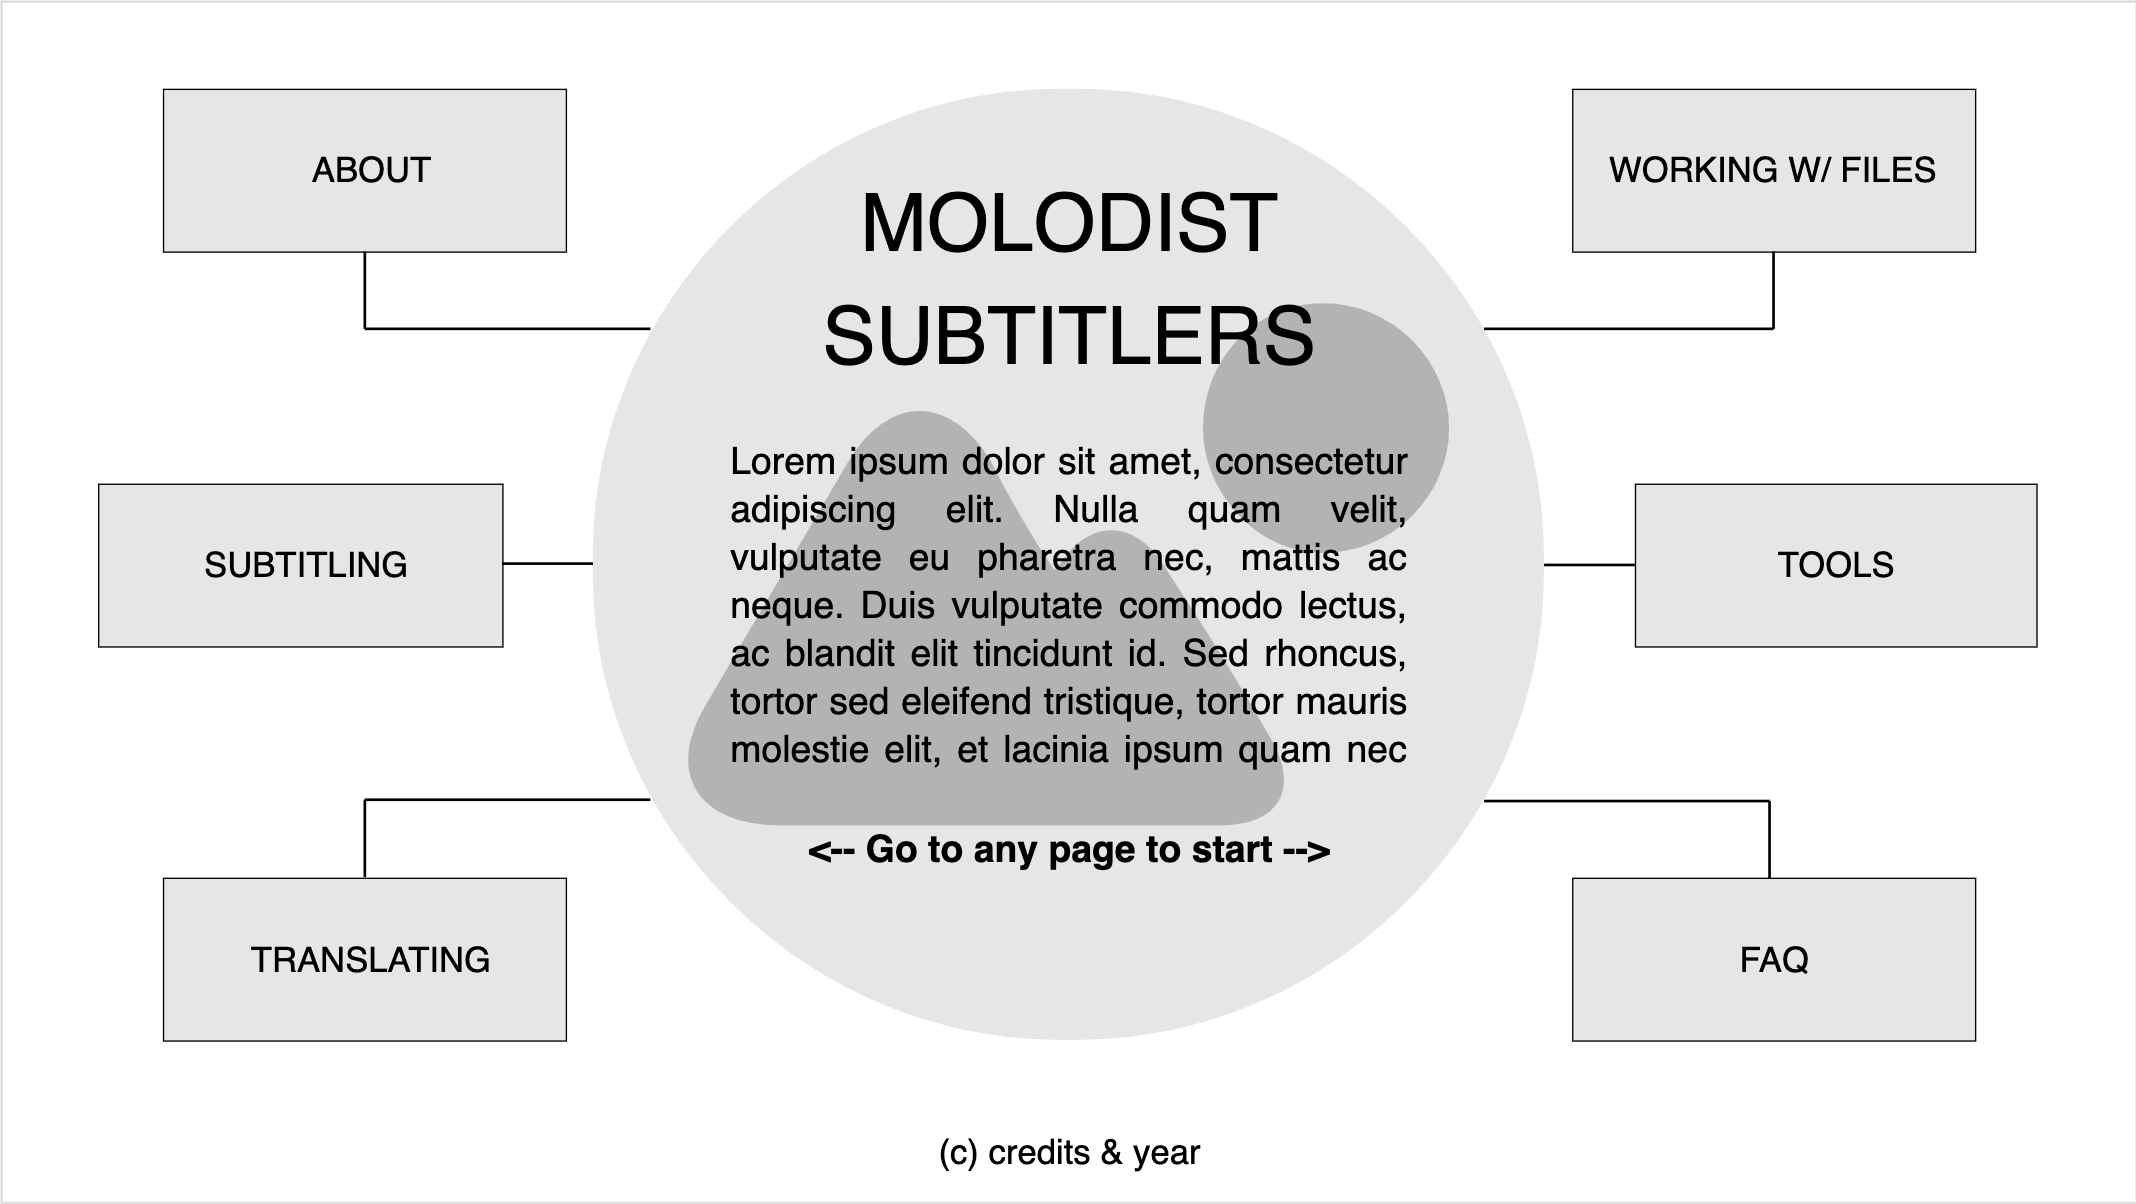 ABOUT
WORKING W/ FILES
MOLODIST
SUBTITLERS
Lorem ipsum dolor sit amet, consectetur
adipiscing elit. Nulla quam velit,
vulputate eu pharetra nec, mattis ac
neque. Duis vulputate commodo lectus,
ac blandit elit tincidunt id. Sed rhoncus,
tortor sed eleifend tristique, tortor mauris
molestie elit, et lacinia ipsum quam nec
SUBTITLING
TOOLS
<-- Go to any page to start -->
TRANSLATING
FAQ
(c) credits & year